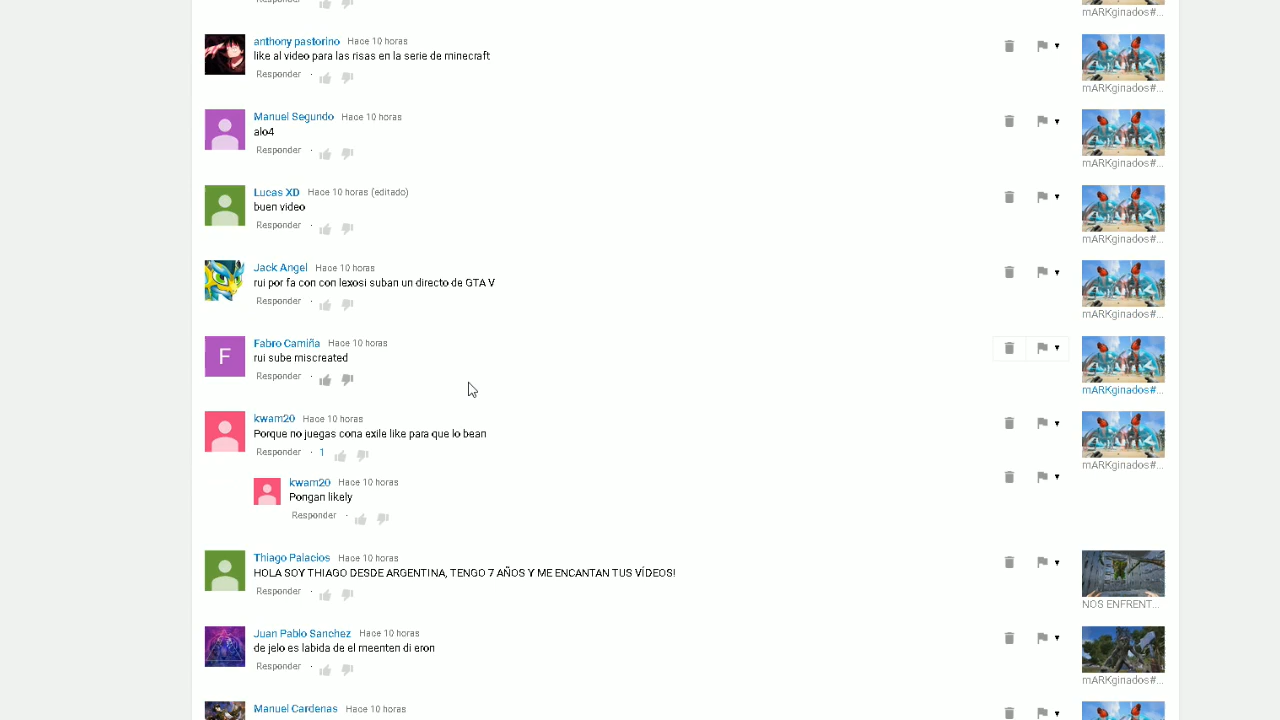 mARKginados#...
anthony pastorino Hace 10 horas
like al video para las risas en la serie de minecraft
Responder ·
mARKginados#...
Manuel Segundo Hace 10 horas
alo4
Responder ·
mARKginados#...
Lucas XD Hace 10 horas (editado)
buen video
Responder ·
mARKginados#...
Jack Angel Hace 10 horas
rui por fa con con lexosi suban un directo de GTA V
Responder ·
mARKginados#...
F
Fabro Camiña Hace 10 horas
rui sube miscreated
Responder ·
mARKginados#...
kwam20 Hace 10 horas
Porque no juegas cona exile like para que lo bean
Responder · 1
mARKginados#...
kwam20 Hace 10 horas
Pongan likely
Responder ·
Thiago Palacios Hace 10 horas
HOLA SOY THIAGO DESDE ARGENTINA, TENGO 7 AÑOS Y ME ENCANTAN TUS VÍDEOS!
Responder ·
NOS ENFRENT...
Juan Pablo Sanchez Hace 10 horas
de jelo es labida de el meenten di eron
Responder ·
mARKginados#...
Manuel Cardenas Hace 10 horas